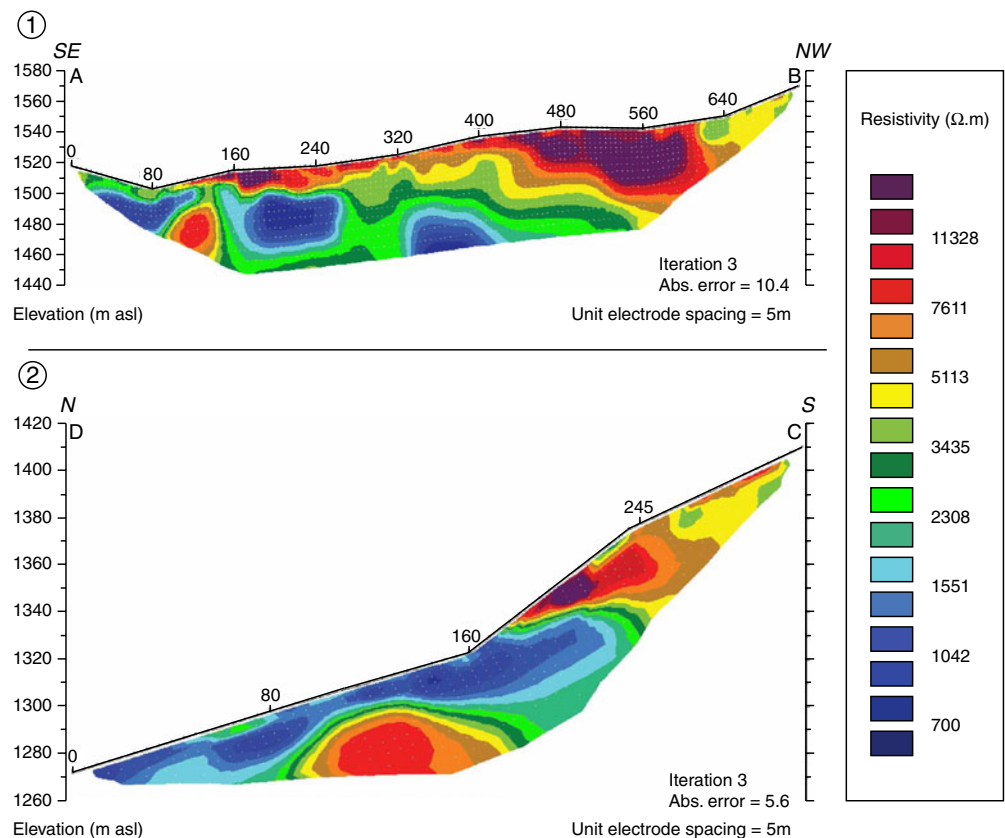 1
SE
NW
A
B
1580
1560
1540
1520
1500
1480
1460
1440
0
80
160
240
320
400
480
560
640
Iteration 3
Abs. error = 10.4
Elevation (m asl)
Unit electrode spacing = 5m
2
N
S
D
C
1420
1400
1380
1360
1340
1320
1300
1280
1260
0
80
160
245
Iteration 3
Abs. error = 5.6
Elevation (m asl)
Unit electrode spacing = 5m
Resistivity (Ω.m)
11328
7611
5113
3435
2308
1551
1042
700